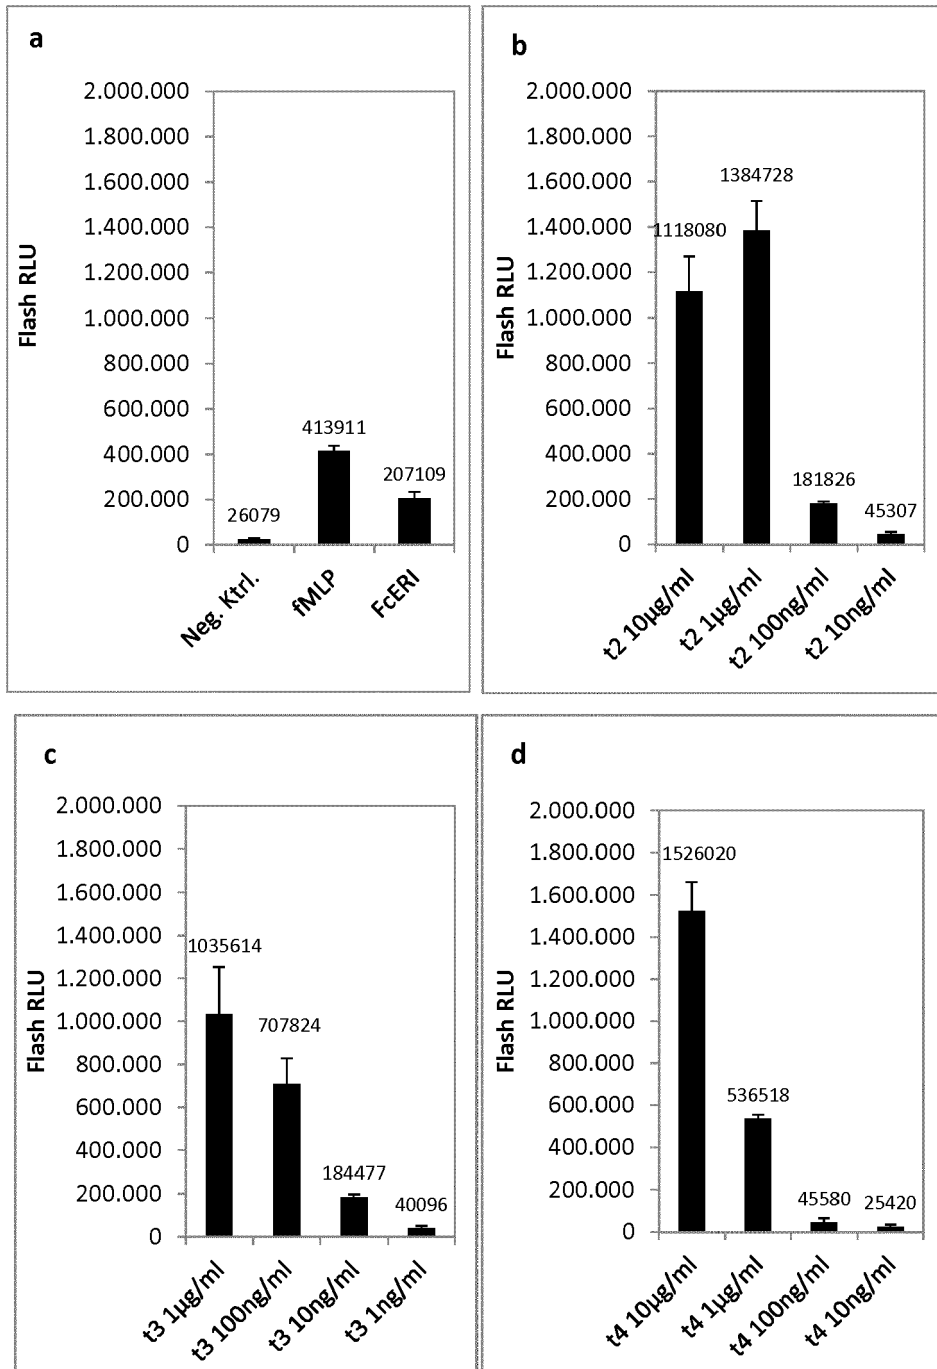 a
2.000.000
1.800.000
1.600.000
1.400.000
1.200.000
1.000.000
800.000
600.000
400.000
200.000
0
Flash RLU
26079
413911
207109
Neg. Ktrl.
fMLP
FcERI
b
2.000.000
1.800.000
1.600.000
1.400.000
1.200.000
1.000.000
800.000
600.000
400.000
200.000
0
Flash RLU
1118080
1384728
181826
45307
t2 10µg/ml
t2 1µg/ml
t2 100ng/ml
t2 10ng/ml
c
2.000.000
1.800.000
1.600.000
1.400.000
1.200.000
1.000.000
800.000
600.000
400.000
200.000
0
Flash RLU
1035614
707824
184477
40096
t3 1µg/ml
t3 100ng/ml
t3 10ng/ml
t3 1ng/ml
d
2.000.000
1.800.000
1.600.000
1.400.000
1.200.000
1.000.000
800.000
600.000
400.000
200.000
0
Flash RLU
1526020
536518
45580
25420
t4 10µg/ml
t4 1µg/ml
t4 100ng/ml
t4 10ng/ml